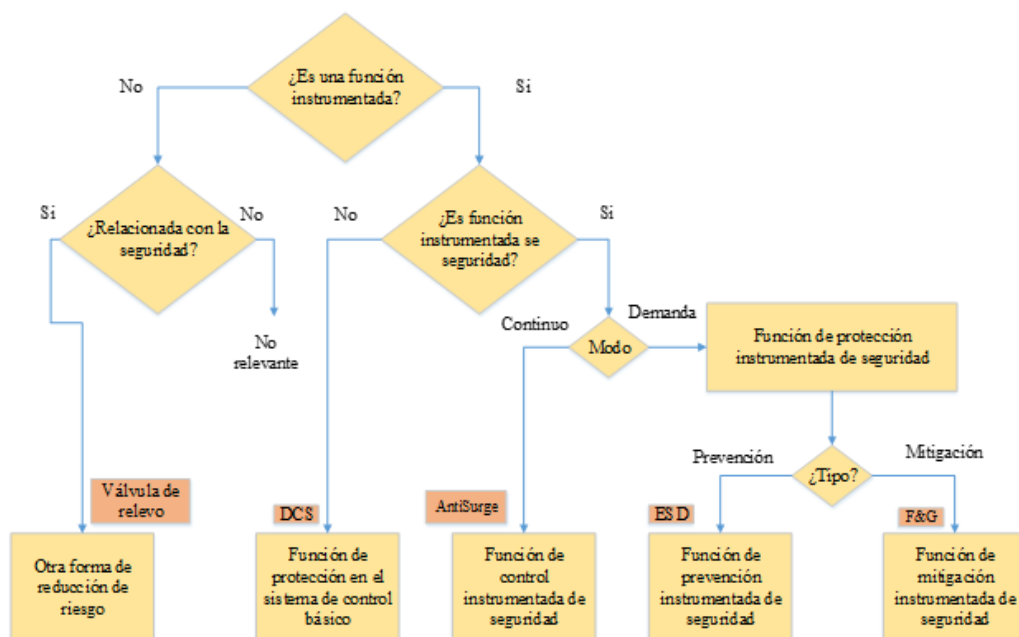 ¿Es una función
instrumentada?
No
Si
¿Relacionada con la
seguridad?
Si
No
¿Es función
instrumentada se
seguridad?
No
Si
No
relevante
Continuo
Demanda
Modo
Función de protección
instrumentada de seguridad
Prevención
Mitigación
¿Tipo?
Válvula de
relevo
DCS
AntiSurge
ESD
F&G
Otra forma de
reducción de
riesgo
Función de
protección en el
sistema de control
básico
Función de
control
instrumentada de
seguridad
Función de
prevención
instrumentada de
seguridad
Función de
mitigación
instrumentada de
seguridad